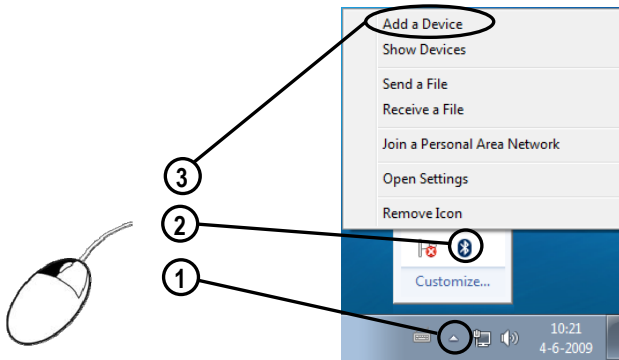 Add a Device
Show Devices
Send a File
Receive a File
Join a Personal Area Network
Open Settings
3
Remove Icon
2
Customize...
1
10:21
4-6-2009